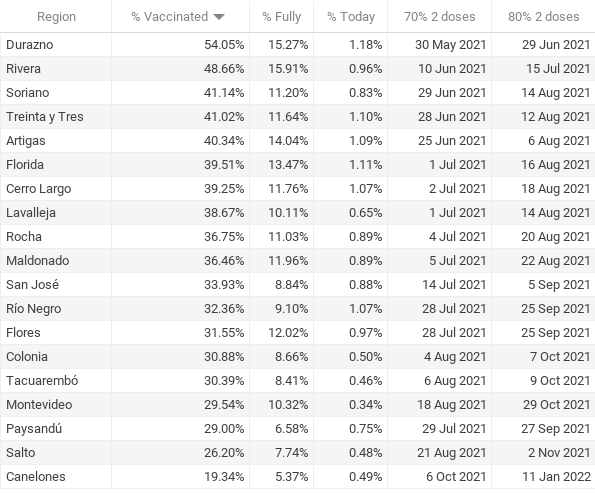 Region % Vaccinated % Fully % Today 70% 2 doses 80% 2 doses
Durazno 54.05% 15.27% 1.18% 30 May 2021 29 Jun 2021
Rivera 48.66% 15.91% 0.96% 10 Jun 2021 15 Jul 2021
Soriano 41.14% 11.20% 0.83% 29 Jun 2021 14 Aug 2021
Treinta y Tres 41.02% 11.64% 1.10% 28 Jun 2021 12 Aug 2021
Artigas 40.34% 14.04% 1.09% 25 Jun 2021 6 Aug 2021
Florida 39.51% 13.47% 1.11% 1 Jul 2021 16 Aug 2021
Cerro Largo 39.25% 11.76% 1.07% 2 Jul 2021 18 Aug 2021
Lavalleja 38.67% 10.11% 0.65% 1 Jul 2021 14 Aug 2021
Rocha 36.75% 11.03% 0.89% 4 Jul 2021 20 Aug 2021
Maldonado 36.46% 11.96% 0.89% 5 Jul 2021 22 Aug 2021
San José 33.93% 8.84% 0.88% 14 Jul 2021 5 Sep 2021
Río Negro 32.36% 9.10% 1.07% 28 Jul 2021 25 Sep 2021
Flores 31.55% 12.02% 0.97% 28 Jul 2021 25 Sep 2021
Colonia 30.88% 8.66% 0.50% 4 Aug 2021 7 Oct 2021
Tacuarembó 30.39% 8.41% 0.46% 6 Aug 2021 9 Oct 2021
Montevideo 29.54% 10.32% 0.34% 18 Aug 2021 29 Oct 2021
Paysandú 29.00% 6.58% 0.75% 29 Jul 2021 27 Sep 2021
Salto 26.20% 7.74% 0.48% 21 Aug 2021 2 Nov 2021
Canelones 19.34% 5.37% 0.49% 6 Oct 2021 11 Jan 2022